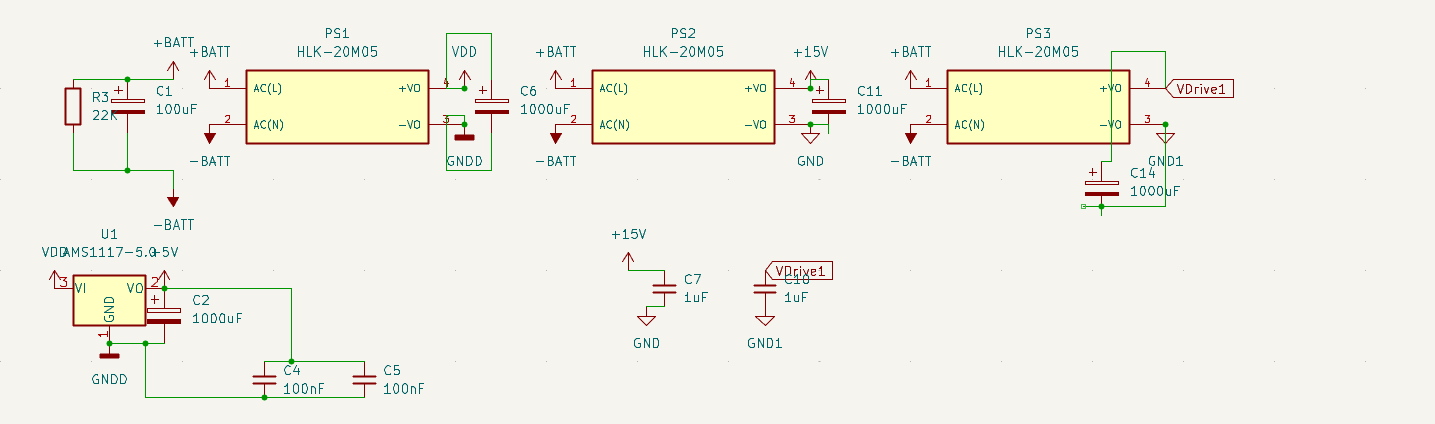 PS1
HLK-20M05
+BATT
+BATT
1
AC(L)
2
AC(N)
-BATT
+VO
4
-VO
3
VDD
GNDD
R3
22K
C1
100uF
-BATT
C6
1000uF
PS2
HLK-20M05
+BATT
1
AC(L)
2
AC(N)
-BATT
+VO
4
-VO
3
+15V
GND
C11
1000uF
PS3
HLK-20M05
+BATT
1
AC(L)
2
AC(N)
-BATT
+VO
4
-VO
3
VDrive1
GND1
C14
1000uF
U1
AMS1117-5.0
VDD
+5V
3
VI
VO
2
GND
1
GNDD
C2
1000uF
C4
100nF
C5
100nF
+15V
C7
1uF
GND
VDrive1
C10
1uF
GND1